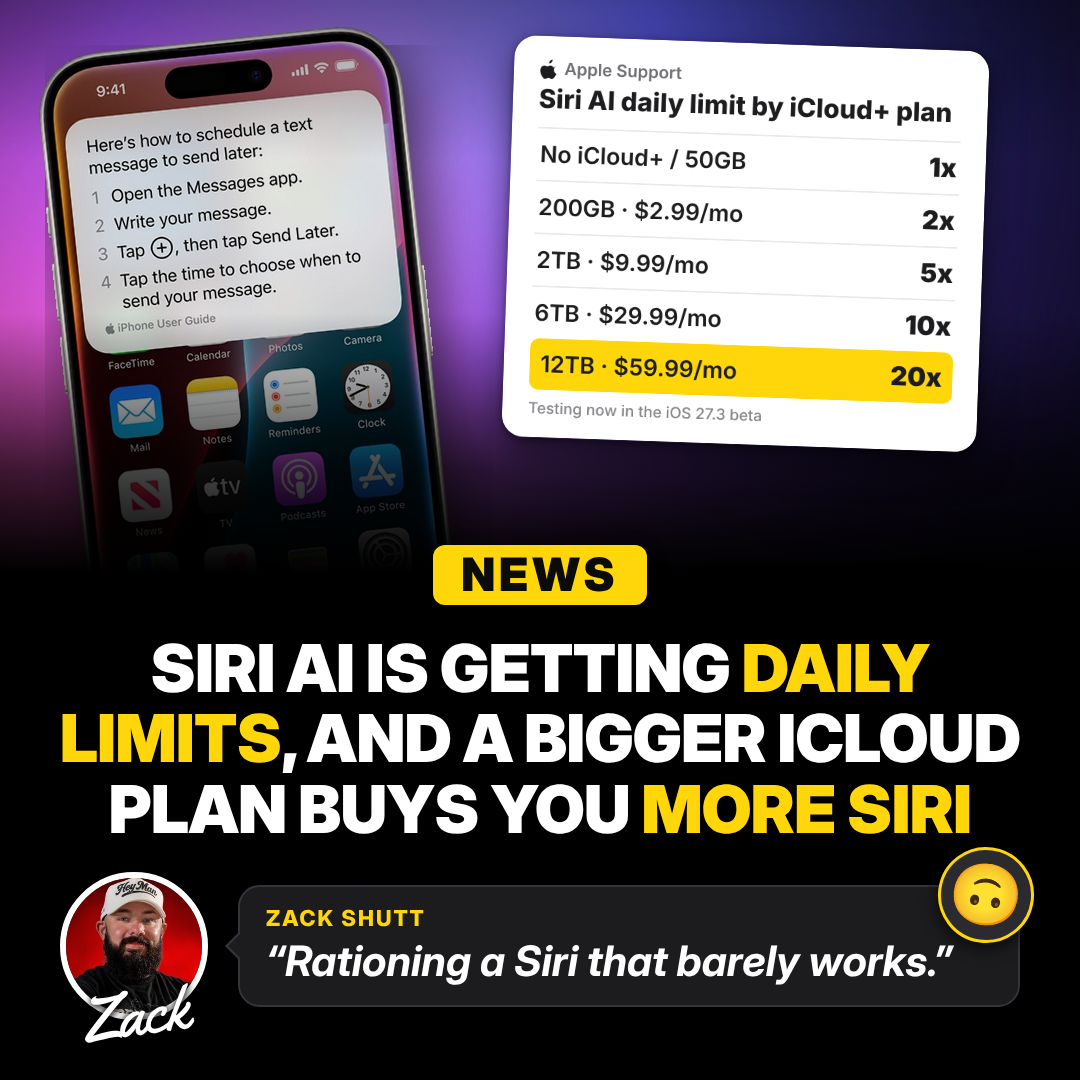 9:41
Here's how to schedule a text
message to send later:
1 Open the Messages app.
2 Write your message.
3 Tap ⊕, then tap Send Later.
4 Tap the time to choose when to
send your message.
iPhone User Guide
FaceTime
Calendar
Photos
Camera
Mail
Notes
Reminders
Clock
News
tv
TV
Podcasts
App Store
Apple Support
Siri AI daily limit by iCloud+ plan
No iCloud+ / 50GB 1x
200GB · $2.99/mo 2x
2TB · $9.99/mo 5x
6TB · $29.99/mo 10x
12TB · $59.99/mo 20x
Testing now in the iOS 27.3 beta
NEWS
SIRI AI IS GETTING DAILY
LIMITS, AND A BIGGER ICLOUD
PLAN BUYS YOU MORE SIRI
Hey Man
ZACK SHUTT
“Rationing a Siri that barely works.”
Zack